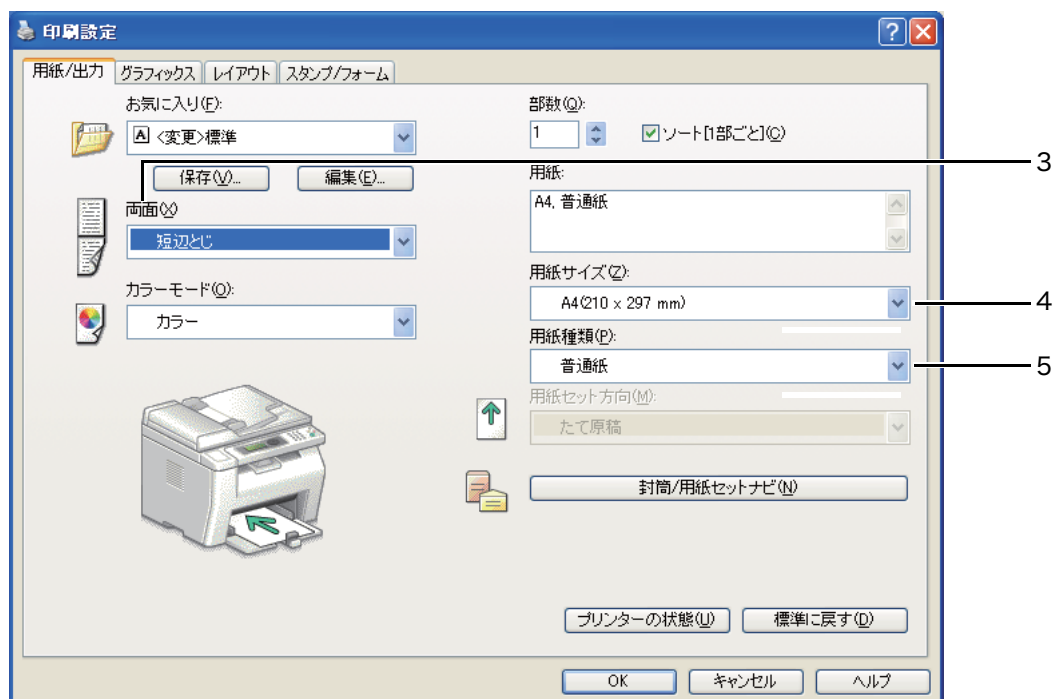 印刷設定
用紙/出力 グラフィックス レイアウト スタンプ/フォーム
お気に入り(F):
A <変更>標準
保存(V)... 編集(E)...
両面(X)
短辺とじ
カラーモード(O):
カラー
部数(Q):
1 ソート[1部ごと](C)
用紙:
A4, 普通紙
用紙サイズ(Z):
A4(210 x 297 mm)
用紙種類(P):
普通紙
用紙セット方向(M):
たて原稿
封筒/用紙セットナビ(N)
プリンターの状態(U) 標準に戻す(D)
OK キャンセル ヘルプ
3
4
5